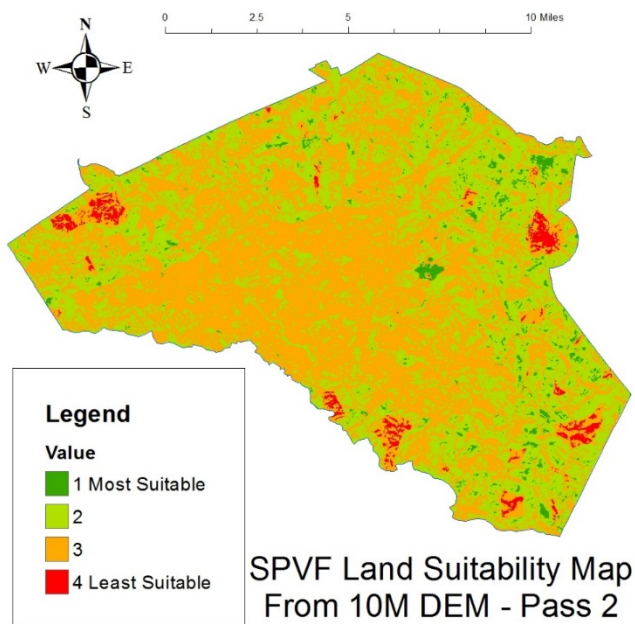 0 2.5 5 10 Miles
N
W E
S
Legend
Value
1 Most Suitable
2
3
4 Least Suitable
SPVF Land Suitability Map
From 10M DEM - Pass 2